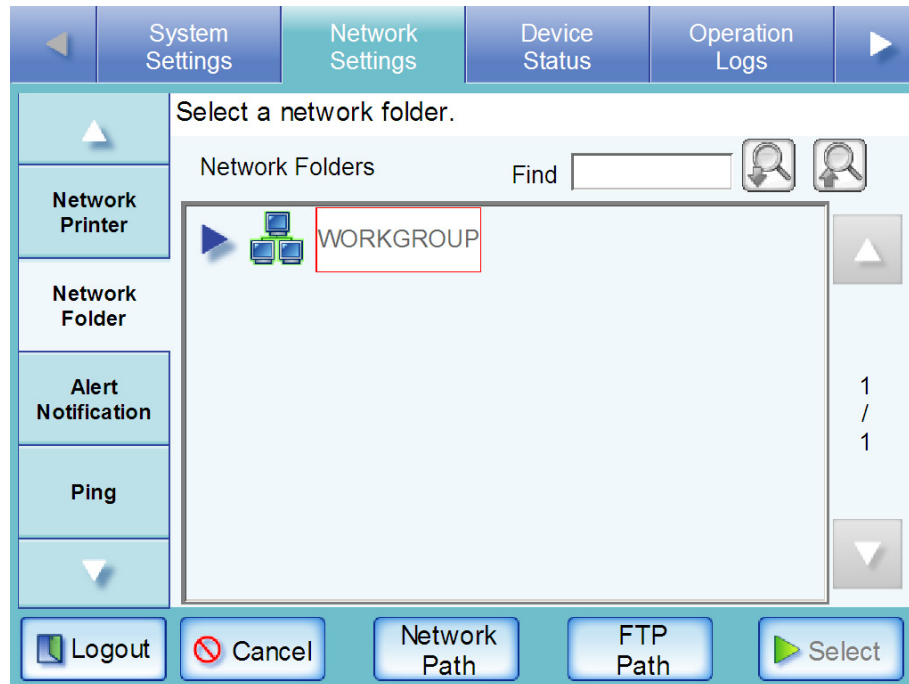 System Settings
Network Settings
Device Status
Operation Logs
Select a network folder.
Network Folders
Find
Network Printer
Network Folder
Alert Notification
Ping
WORKGROUP
1
/
1
Logout
Cancel
Network Path
FTP Path
Select